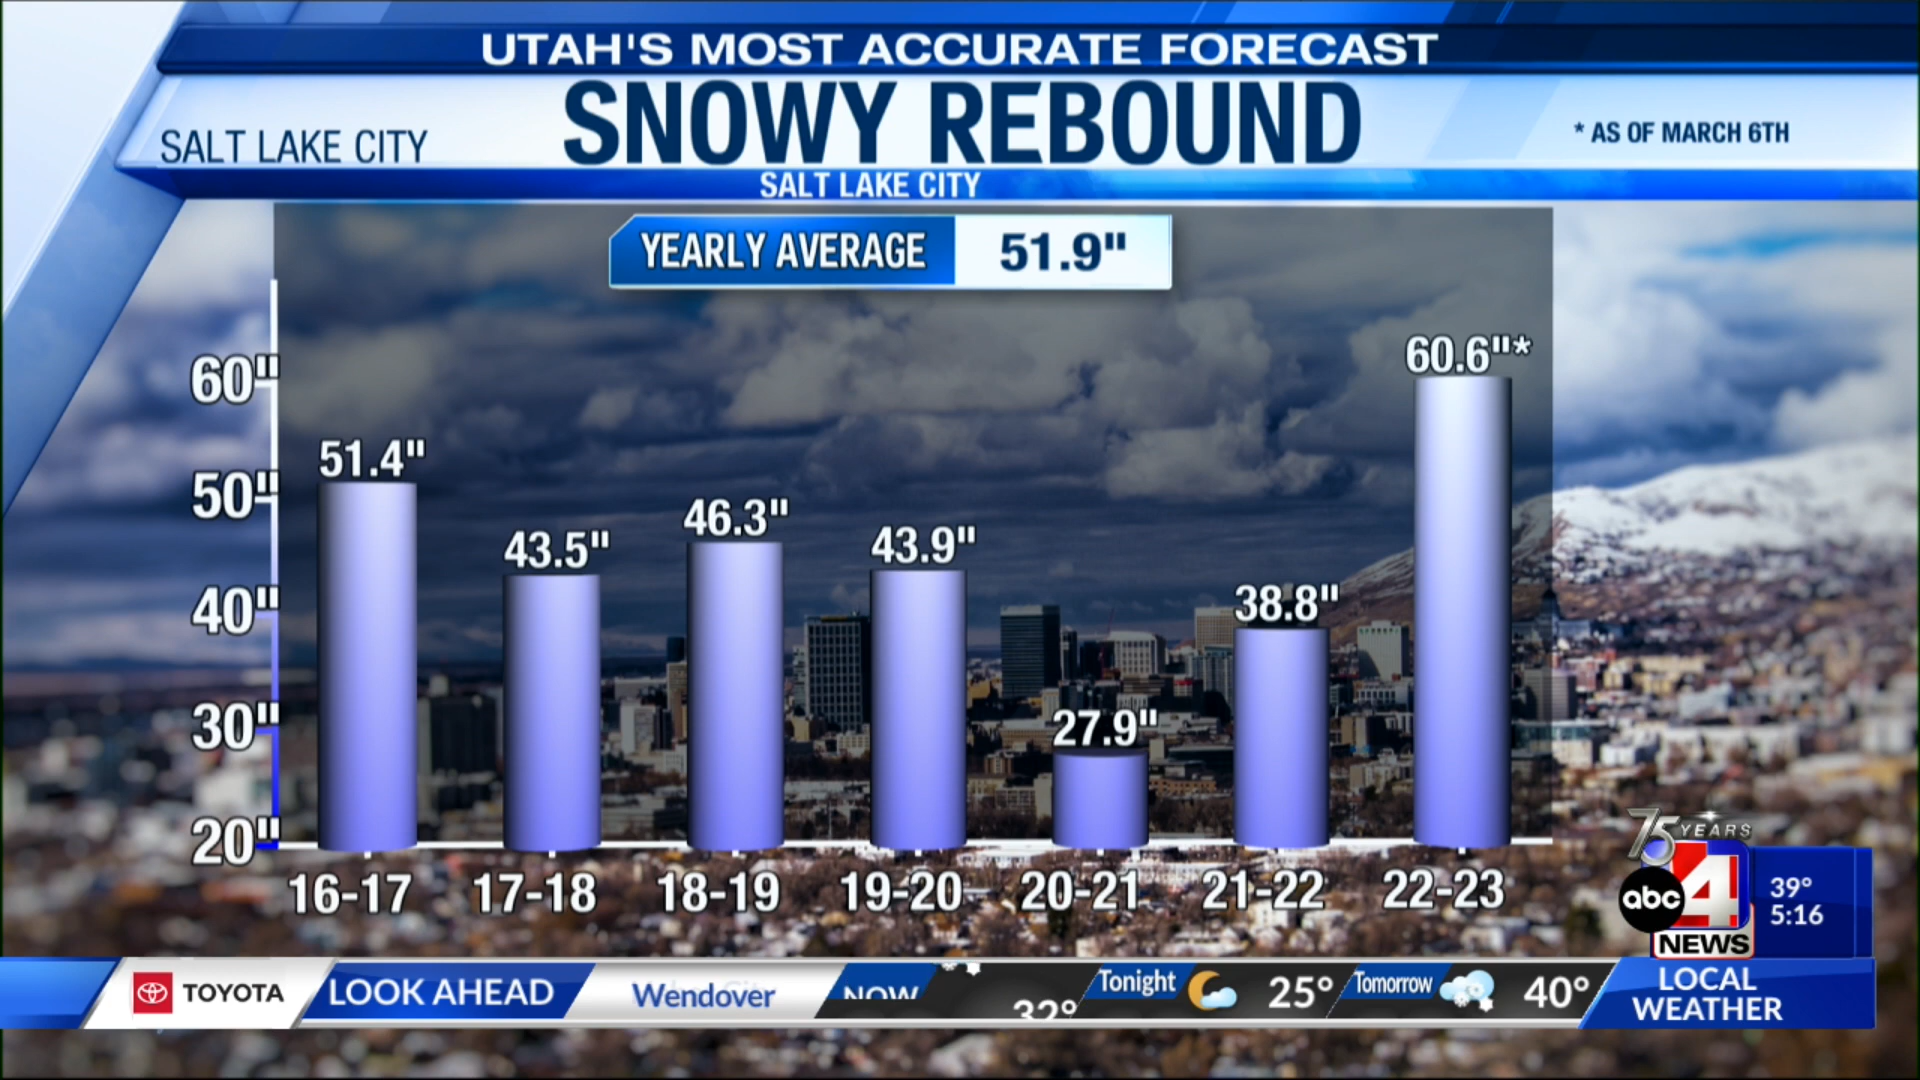 UTAH'S MOST ACCURATE FORECAST
SALT LAKE CITY
SNOWY REBOUND
* AS OF MARCH 6TH
SALT LAKE CITY
YEARLY AVERAGE 51.9"
60"
50"
40"
30"
20"
51.4"
43.5"
46.3"
43.9"
27.9"
38.8"
60.6"*
16-17 17-18 18-19 19-20 20-21 21-22 22-23
75 YEARS
abc 4
NEWS
39°
5:16
TOYOTA
LOOK AHEAD
Wendover
NOW 32°
Tonight 25°
Tomorrow 40°
LOCAL
WEATHER